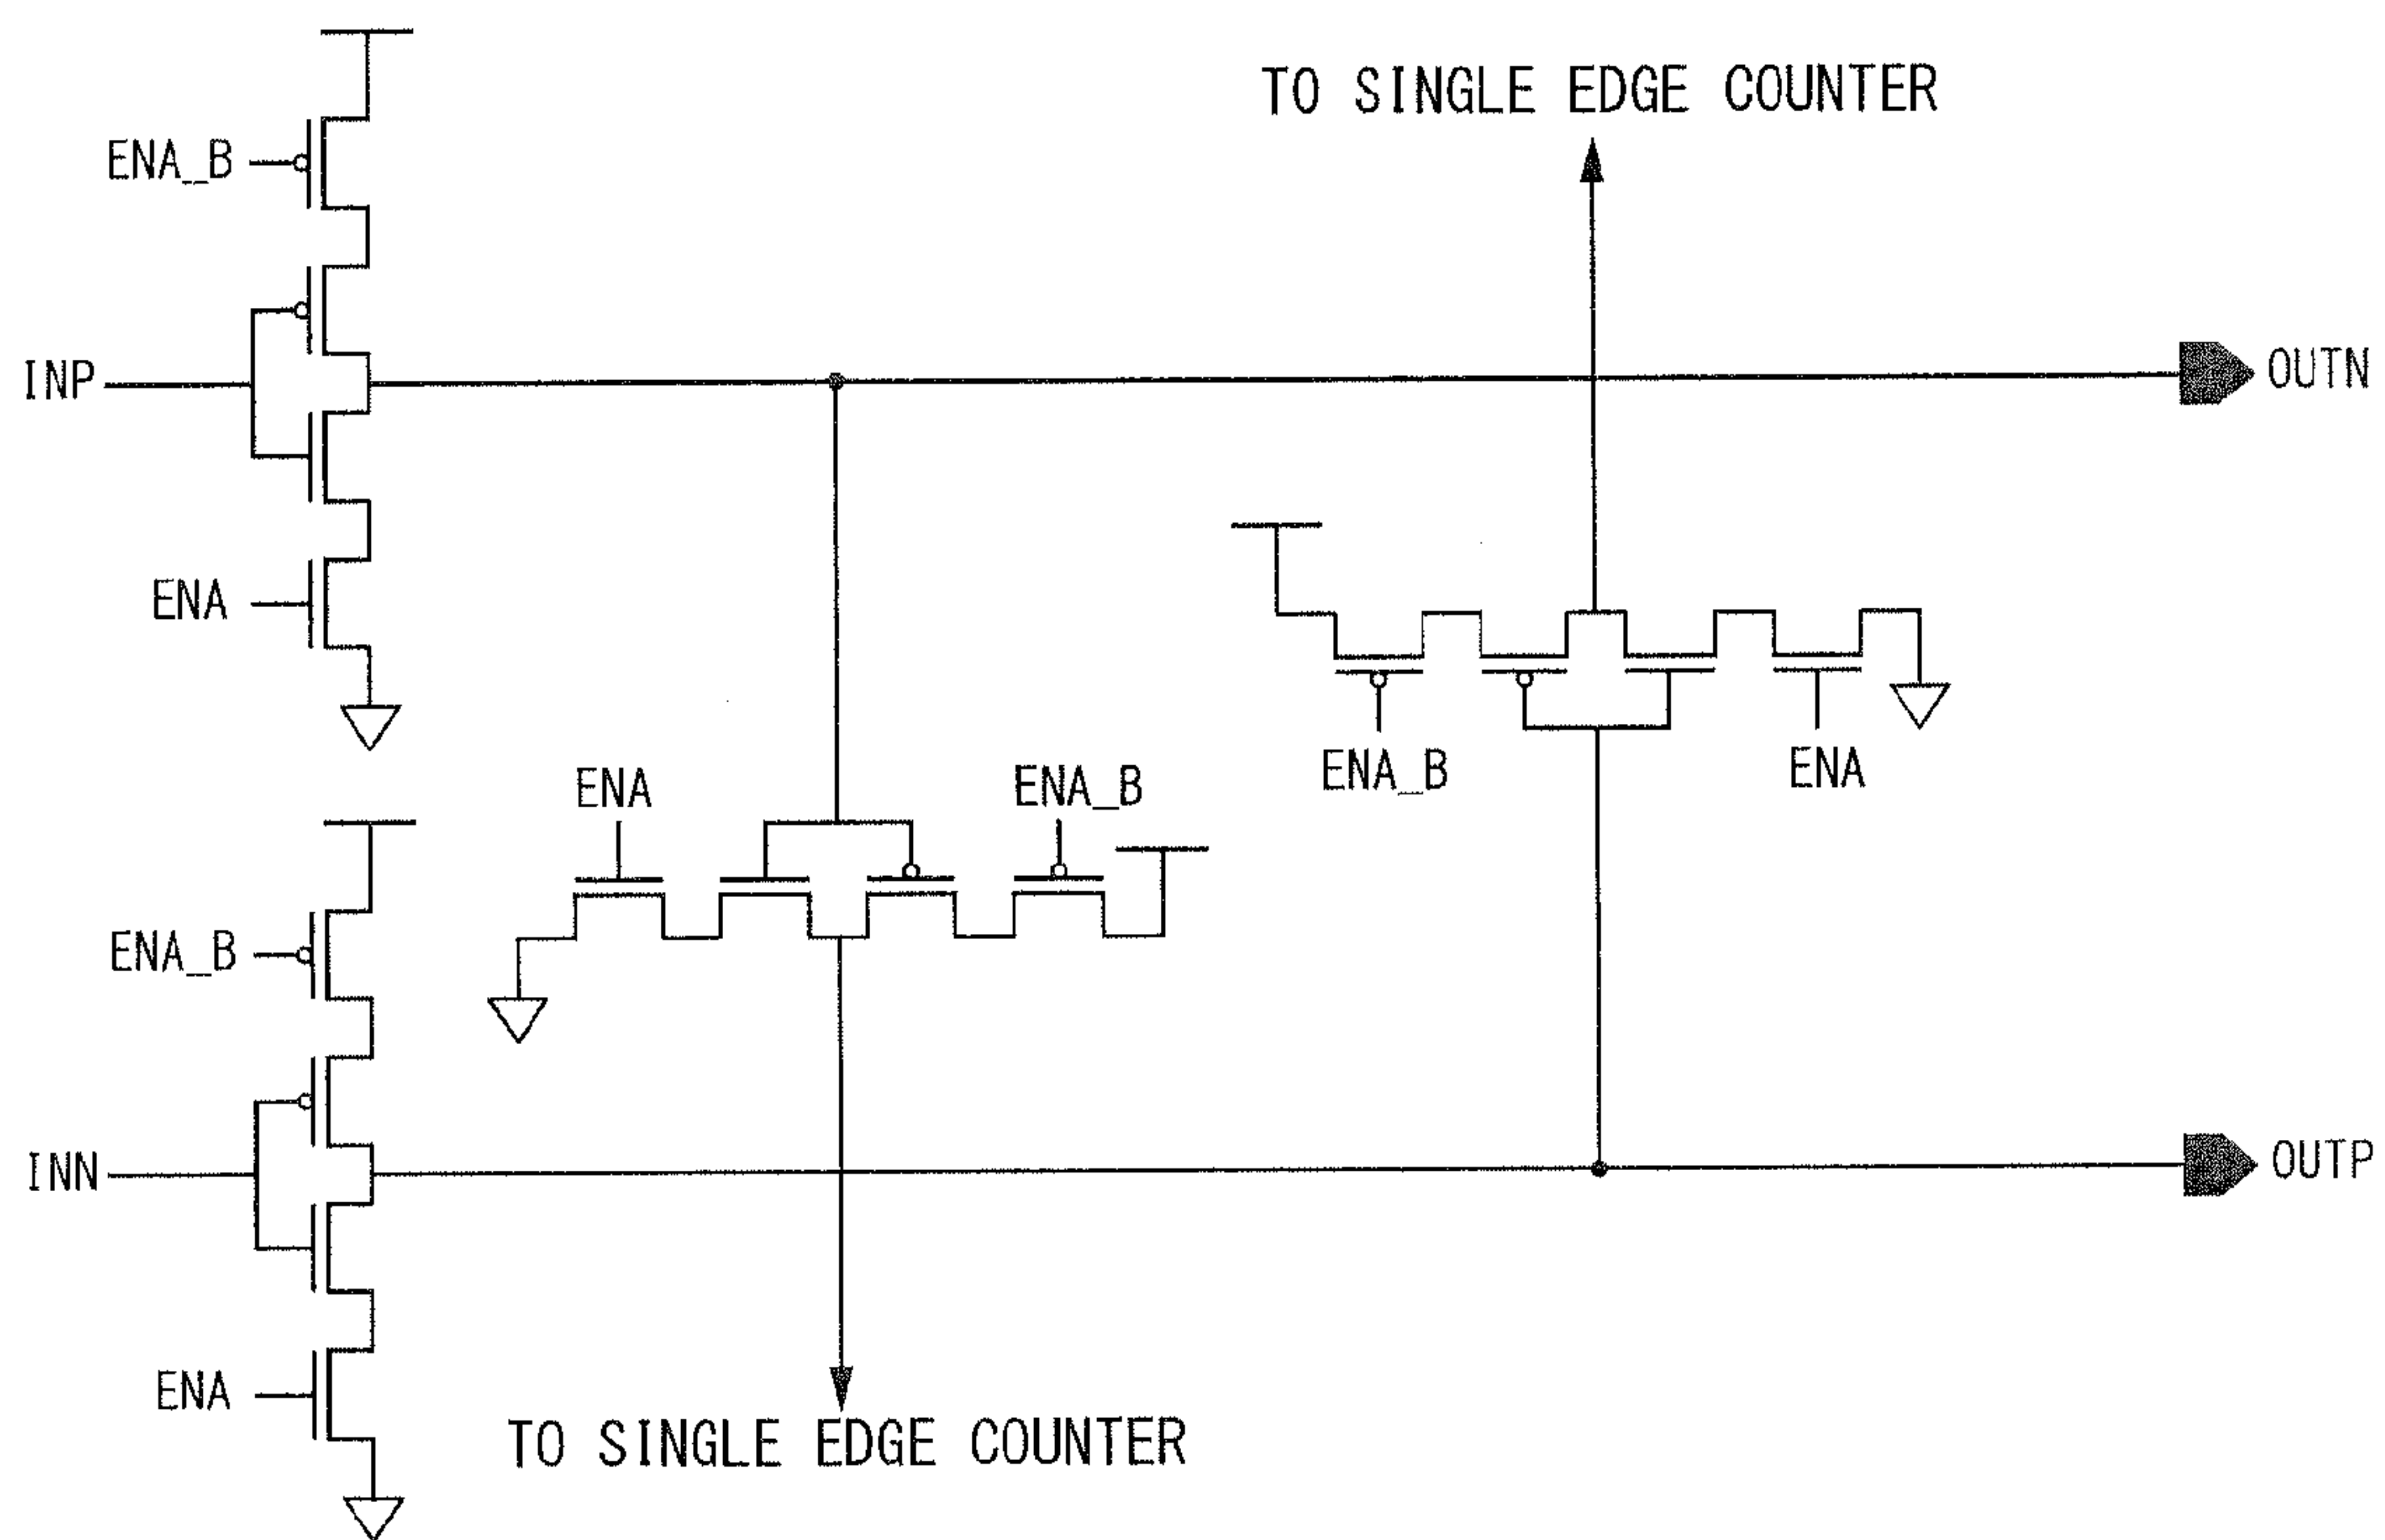 TO SINGLE EDGE COUNTER
ENA_B
INP
OUTN
ENA
ENA_B
ENA
ENA
ENA_B
ENA_B
INN
OUTP
ENA
TO SINGLE EDGE COUNTER